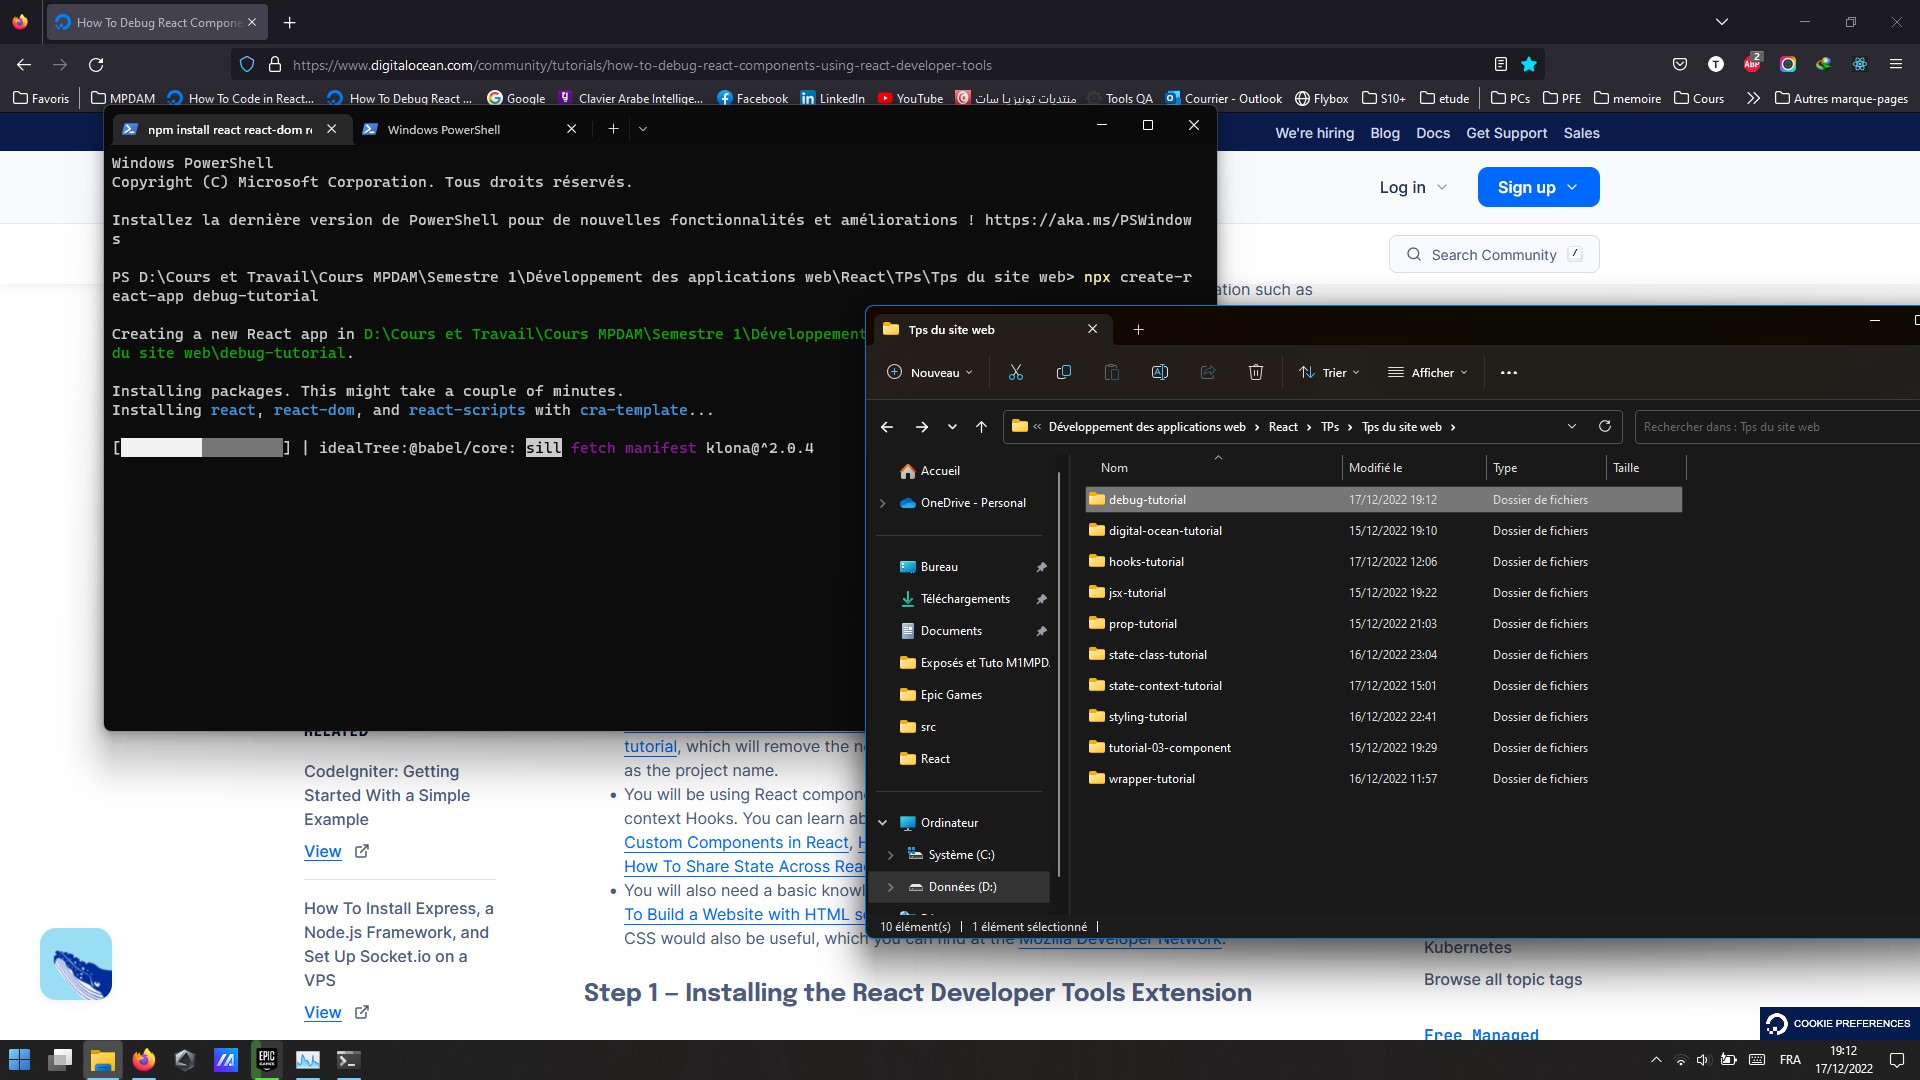 How To Debug React Compone
https://www.digitalocean.com/community/tutorials/how-to-debug-react-components-using-react-developer-tools
T
ABP
2
Favoris
MPDAM
How To Code in React...
How To Debug React ...
Google
Clavier Arabe Intellige...
Facebook
LinkedIn
YouTube
منتديات تونيزيـا سات
Tools QA
Courrier - Outlook
Flybox
S10+
etude
PCs
PFE
memoire
Cours
Autres marque-pages
We're hiring
Blog
Docs
Get Support
Sales
Log in
Sign up
Search Community /
ation such as
npm install react react-dom re
Windows PowerShell
Windows PowerShell
Copyright (C) Microsoft Corporation. Tous droits réservés.
Installez la dernière version de PowerShell pour de nouvelles fonctionnalités et améliorations ! https://aka.ms/PSWindow
s
PS D:\Cours et Travail\Cours MPDAM\Semestre 1\Développement des applications web\React\TPs\Tps du site web> npx create-r
eact-app debug-tutorial
Creating a new React app in D:\Cours et Travail\Cours MPDAM\Semestre 1\Développement
du site web\debug-tutorial.
Installing packages. This might take a couple of minutes.
Installing react, react-dom, and react-scripts with cra-template...
[ ] | idealTree:@babel/core: sill fetch manifest klona@^2.0.4
Tps du site web
Nouveau
Trier
Afficher
« Développement des applications web > React > TPs > Tps du site web >
Rechercher dans : Tps du site web
Accueil
OneDrive - Personal
Bureau
Téléchargements
Documents
Exposés et Tuto M1MPD
Epic Games
src
React
Ordinateur
Système (C:)
Données (D:)
Nom Modifié le Type Taille
debug-tutorial 17/12/2022 19:12 Dossier de fichiers
digital-ocean-tutorial 15/12/2022 19:10 Dossier de fichiers
hooks-tutorial 17/12/2022 12:06 Dossier de fichiers
jsx-tutorial 15/12/2022 19:22 Dossier de fichiers
prop-tutorial 15/12/2022 21:03 Dossier de fichiers
state-class-tutorial 16/12/2022 23:04 Dossier de fichiers
state-context-tutorial 17/12/2022 15:01 Dossier de fichiers
styling-tutorial 16/12/2022 22:41 Dossier de fichiers
tutorial-03-component 15/12/2022 19:29 Dossier de fichiers
wrapper-tutorial 16/12/2022 11:57 Dossier de fichiers
10 élément(s) | 1 élément sélectionné |
RELATED
CodeIgniter: Getting
Started With a Simple
Example
View
How To Install Express, a
Node.js Framework, and
Set Up Socket.io on a
VPS
View
tutorial, which will remove the n
as the project name.
You will be using React compon
context Hooks. You can learn ab
Custom Components in React, H
How To Share State Across Rea
You will also need a basic knowl
To Build a Website with HTML se
CSS would also be useful, which you can find at the Mozilla Developer Network.
Step 1 – Installing the React Developer Tools Extension
Kubernetes
Browse all topic tags
Free Managed
COOKIE PREFERENCES
EPIC GAMES
FRA
19:12
17/12/2022